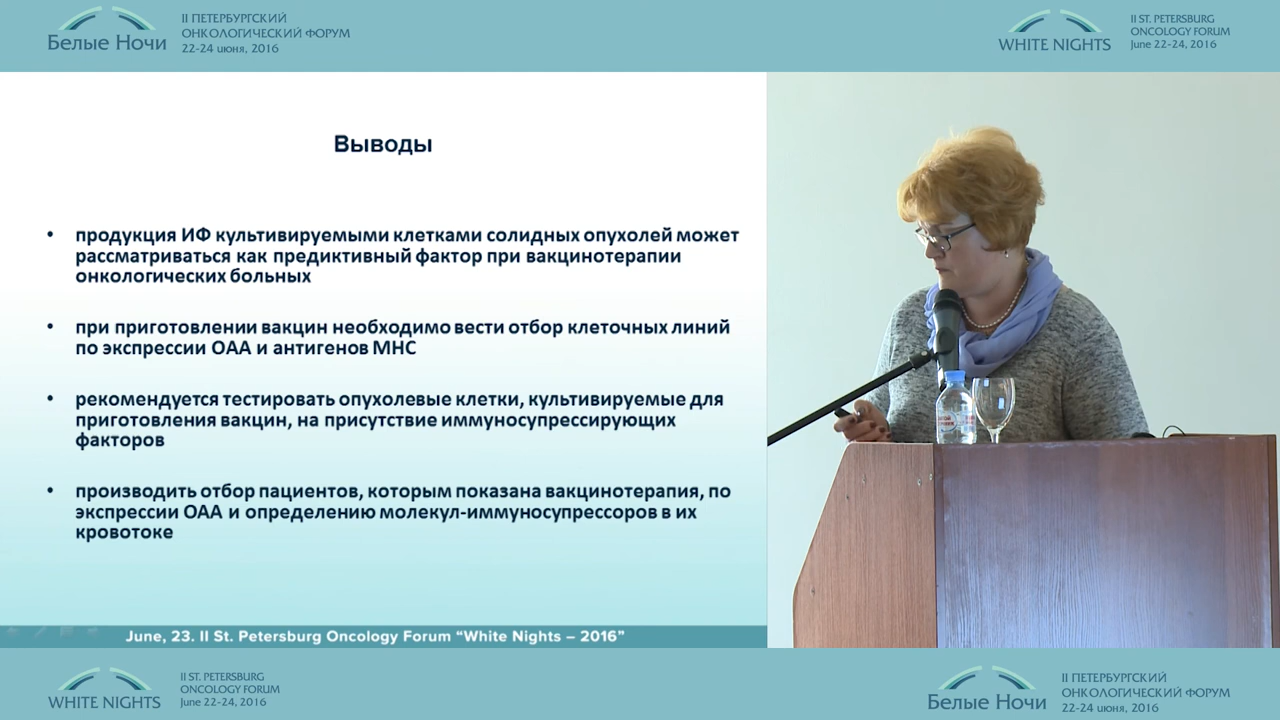 Белые Ночи
II ПЕТЕРБУРГСКИЙ
ОНКОЛОГИЧЕСКИЙ ФОРУМ
22-24 июня, 2016
WHITE NIGHTS
II ST. PETERSBURG
ONCOLOGY FORUM
June 22-24, 2016
Выводы
• продукция ИФ культивируемыми клетками солидных опухолей может
рассматриваться как предиктивный фактор при вакцинотерапии
онкологических больных
• при приготовлении вакцин необходимо вести отбор клеточных линий
по экспрессии ОАА и антигенов МНС
• рекомендуется тестировать опухолевые клетки, культивируемые для
приготовления вакцин, на присутствие иммуносупрессирующих
факторов
• производить отбор пациентов, которым показана вакцинотерапия, по
экспрессии ОАА и определению молекул-иммуносупрессоров в их
кровотоке
June, 23. II St. Petersburg Oncology Forum “White Nights – 2016”
WHITE NIGHTS
II ST. PETERSBURG
ONCOLOGY FORUM
June 22-24, 2016
Белые Ночи
II ПЕТЕРБУРГСКИЙ
ОНКОЛОГИЧЕСКИЙ ФОРУМ
22-24 июня, 2016